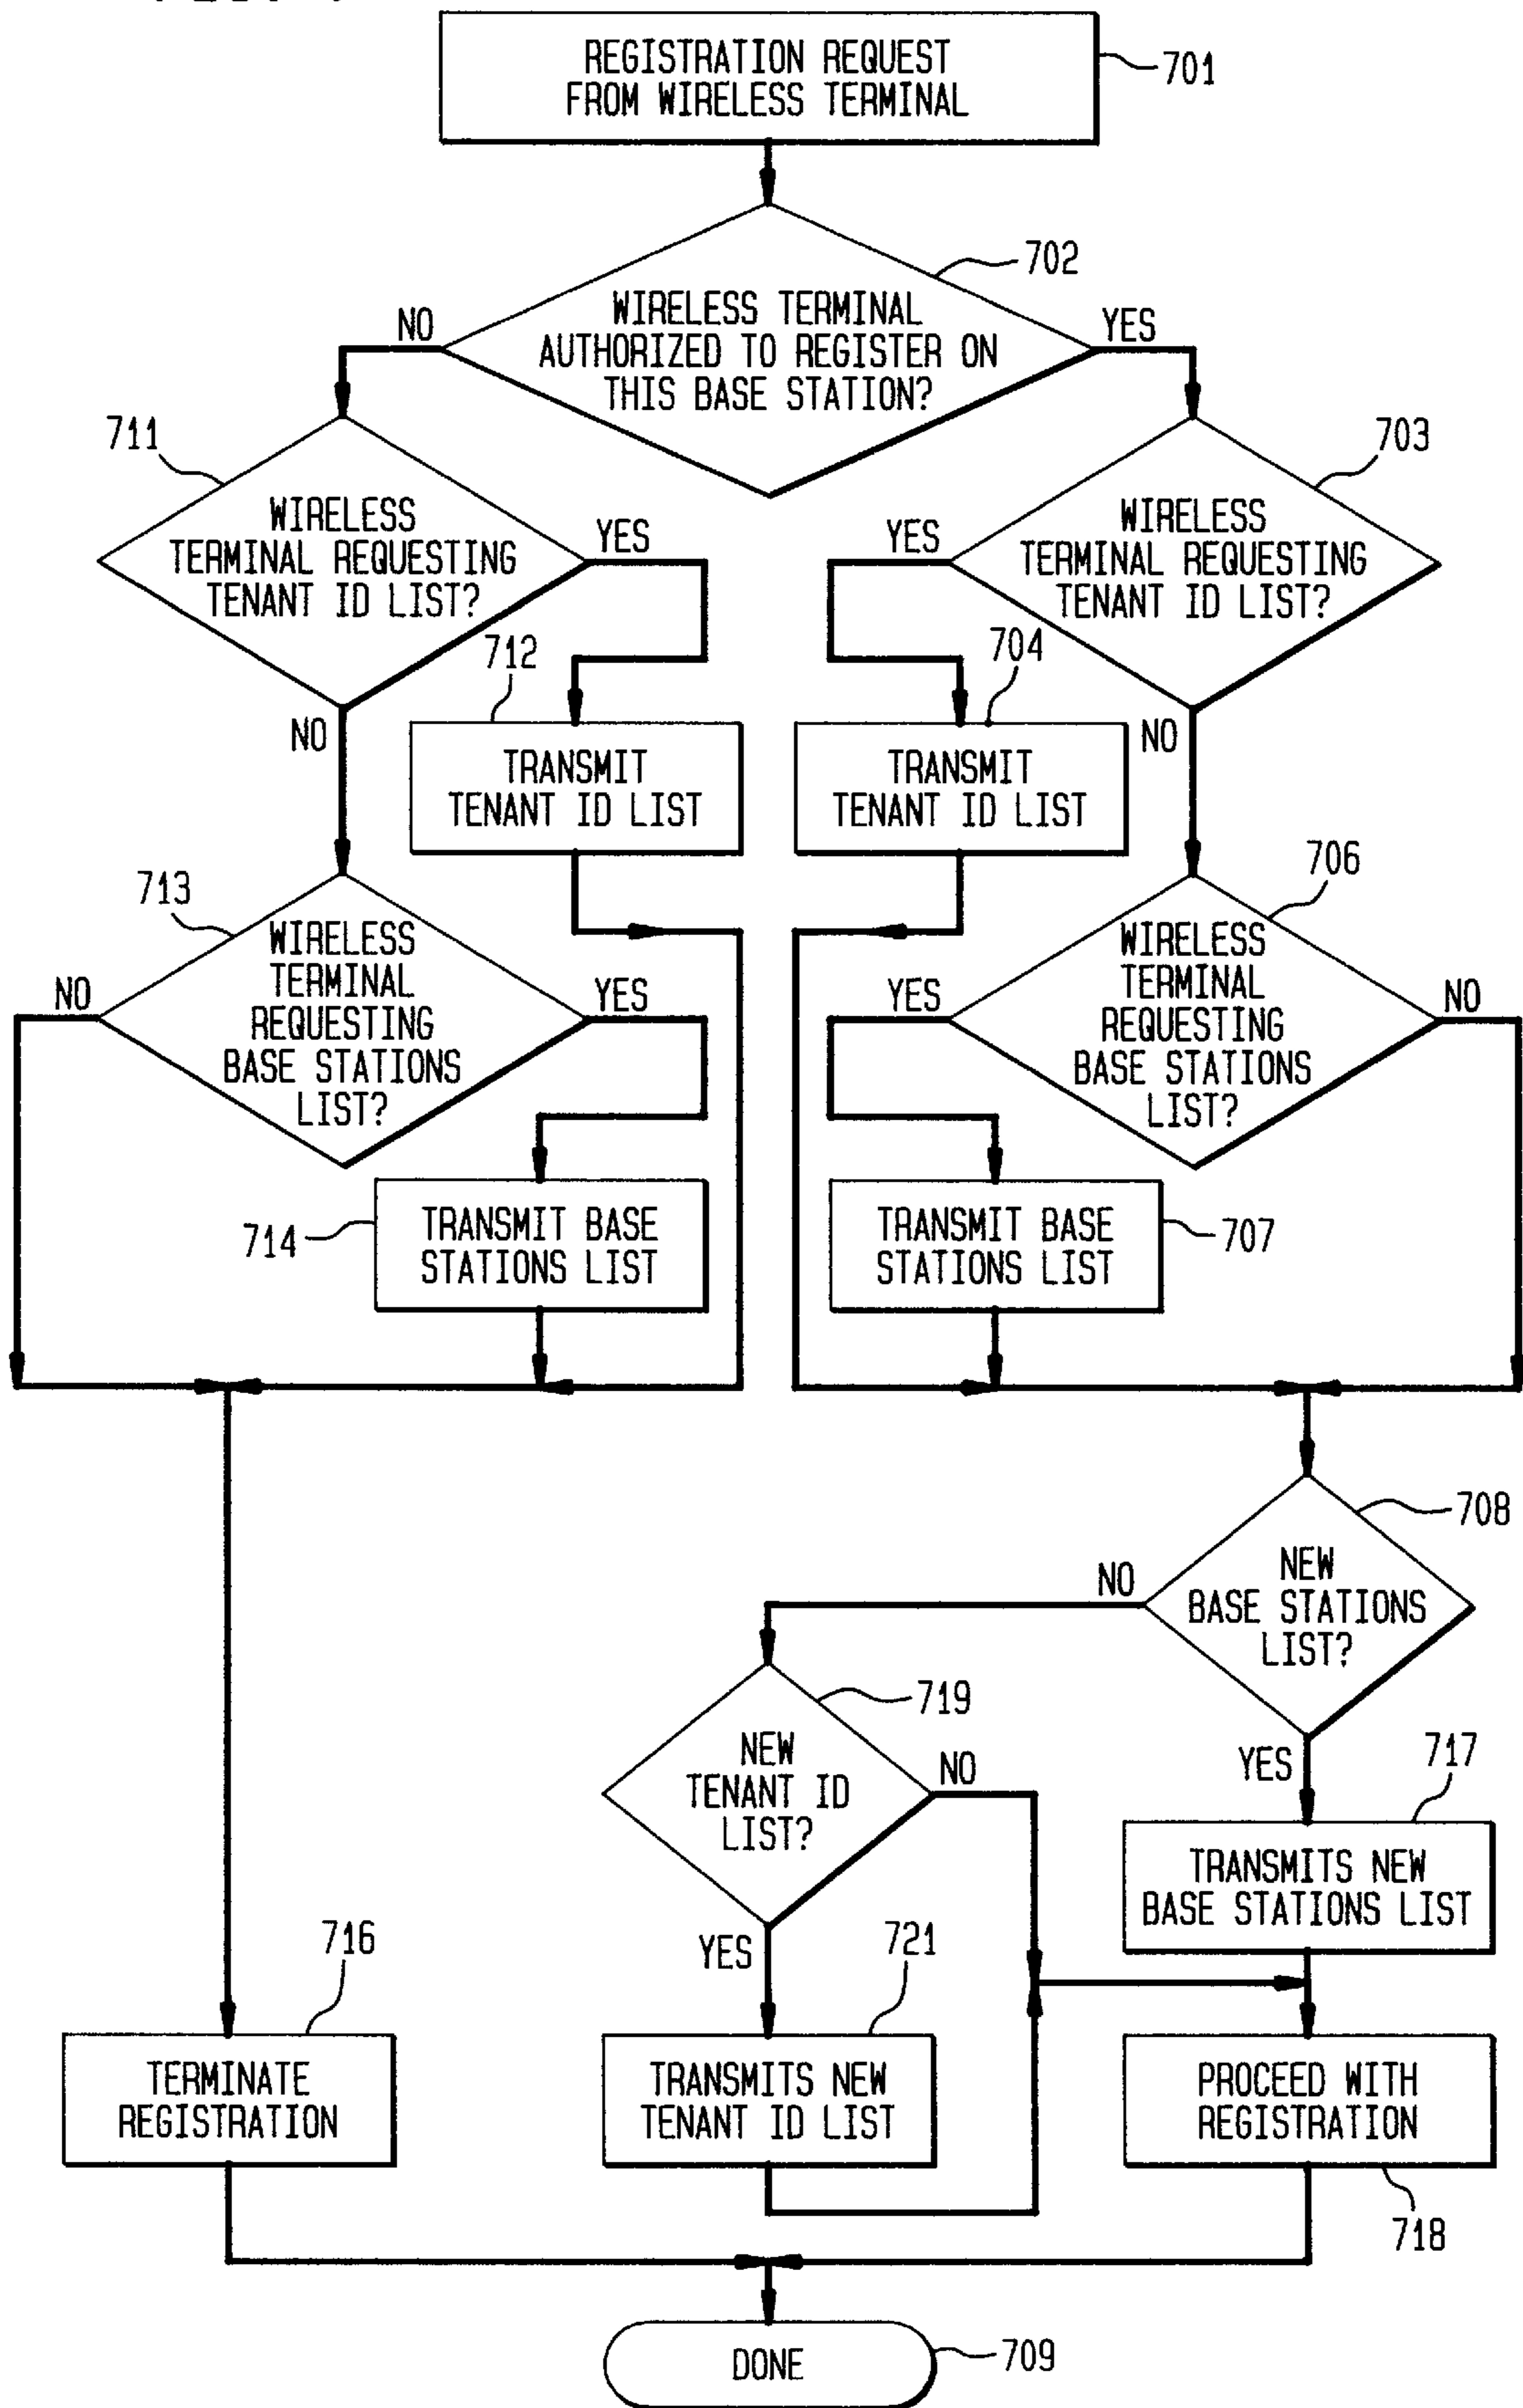 REGISTRATION REQUEST
FROM WIRELESS TERMINAL
701
702
WIRELESS TERMINAL
AUTHORIZED TO REGISTER ON
THIS BASE STATION?
NO
YES
711
WIRELESS
TERMINAL REQUESTING
TENANT ID LIST?
YES
NO
703
WIRELESS
TERMINAL REQUESTING
TENANT ID LIST?
YES
NO
712
TRANSMIT
TENANT ID LIST
704
TRANSMIT
TENANT ID LIST
713
WIRELESS
TERMINAL
REQUESTING
BASE STATIONS
LIST?
NO
YES
706
WIRELESS
TERMINAL
REQUESTING
BASE STATIONS
LIST?
YES
NO
714
TRANSMIT BASE
STATIONS LIST
TRANSMIT BASE
STATIONS LIST
707
708
NEW
BASE STATIONS
LIST?
NO
YES
719
NEW
TENANT ID
LIST?
NO
YES
717
TRANSMITS NEW
BASE STATIONS LIST
716
TERMINATE
REGISTRATION
721
TRANSMITS NEW
TENANT ID LIST
PROCEED WITH
REGISTRATION
718
DONE
709